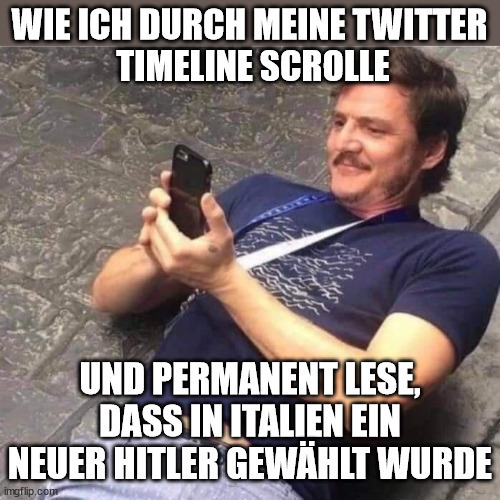 WIE ICH DURCH MEINE TWITTER
TIMELINE SCROLLE
UND PERMANENT LESE,
DASS IN ITALIEN EIN
NEUER HITLER GEWÄHLT WURDE
imgflip.com